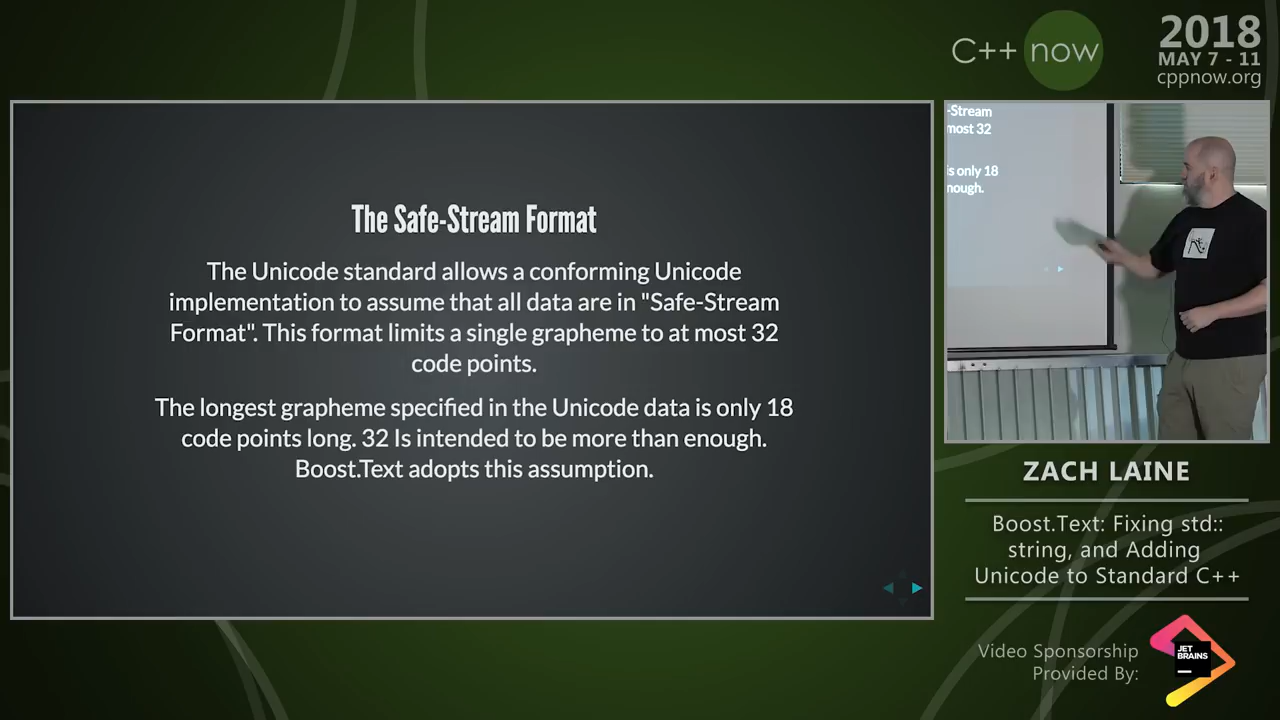 C++ now
2018
MAY 7 - 11
cppnow.org
The Safe-Stream Format
The Unicode standard allows a conforming Unicode
implementation to assume that all data are in "Safe-Stream
Format". This format limits a single grapheme to at most 32
code points.
The longest grapheme specified in the Unicode data is only 18
code points long. 32 Is intended to be more than enough.
Boost.Text adopts this assumption.
-Stream
most 32
is only 18
nough.
ZACH LAINE
Boost.Text: Fixing std::
string, and Adding
Unicode to Standard C++
Video Sponsorship
Provided By:
JET
BRAINS